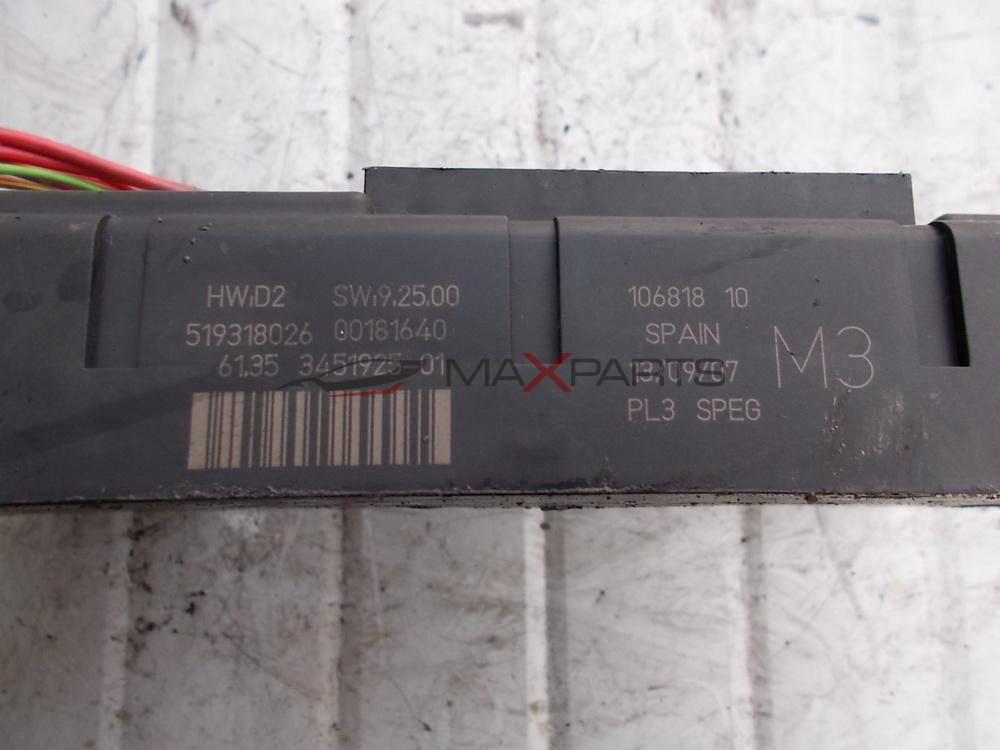 HW:D2 SW:9.25.00
519318026 00181640
61.35 3451925-01
106818 10
SPAIN
M3
PL3 SPEG
MAXPARTS